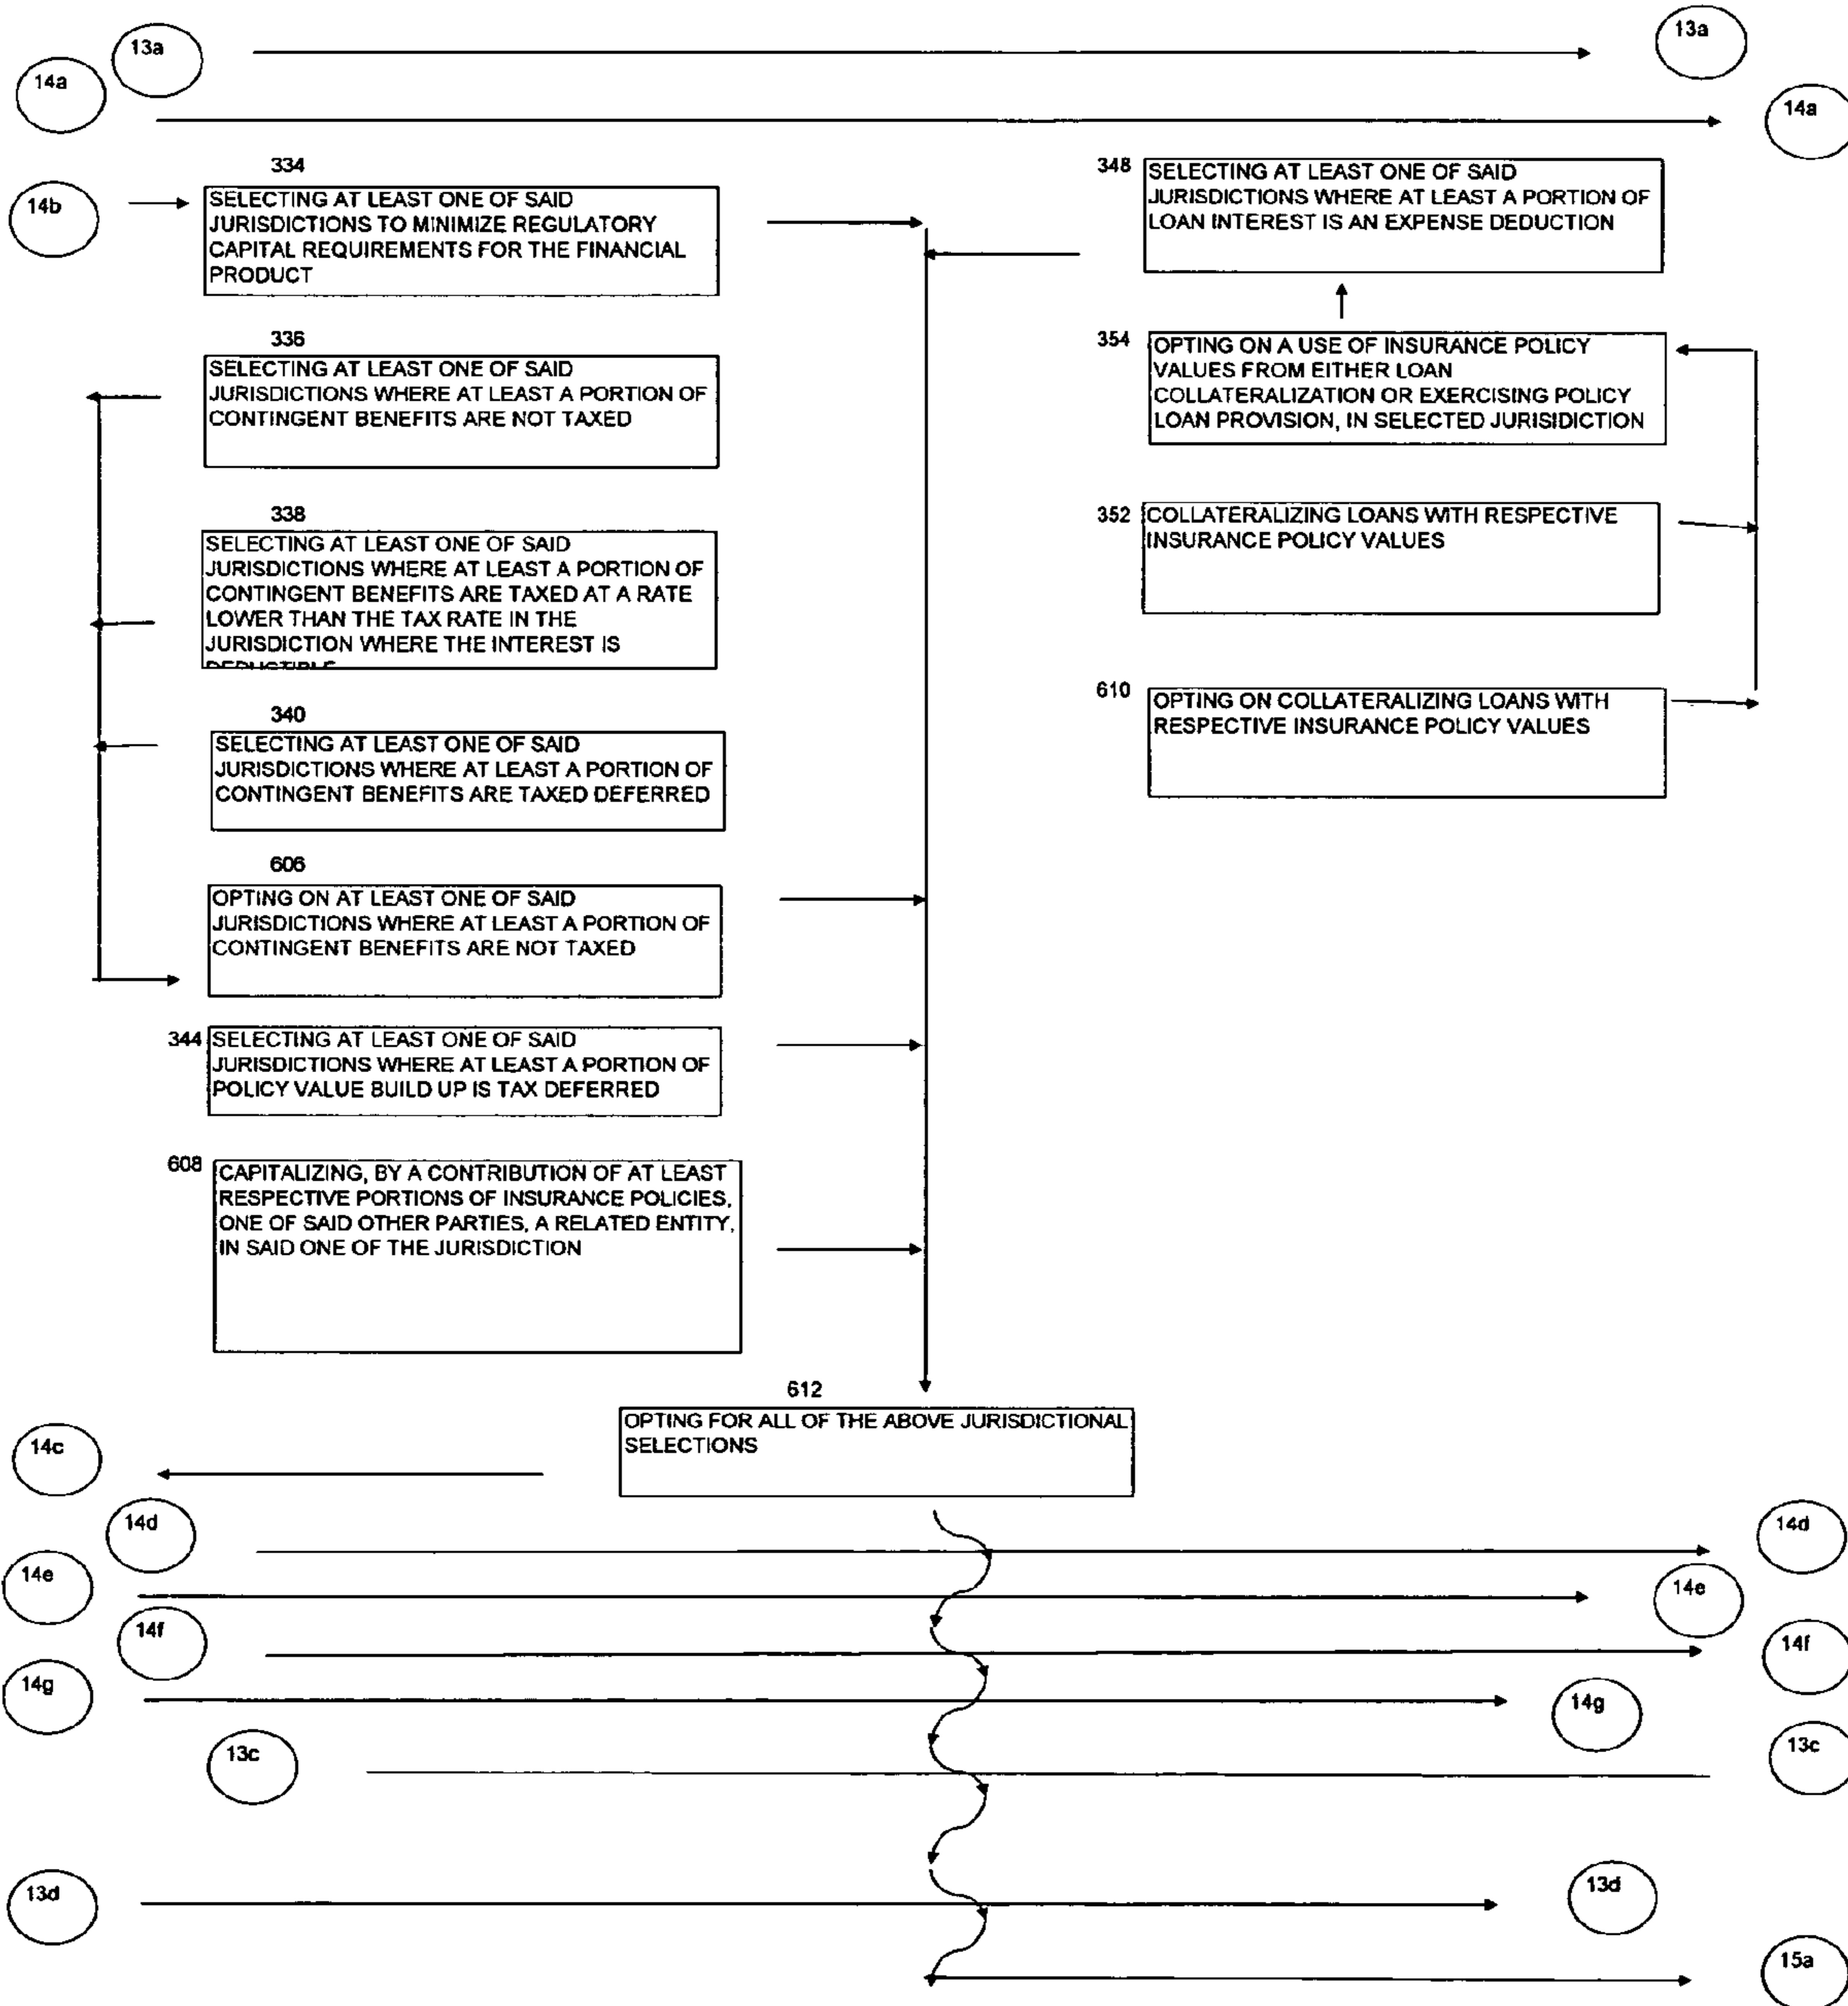 13a
13a
14a
14a
334
14b
SELECTING AT LEAST ONE OF SAID
JURISDICTIONS TO MINIMIZE REGULATORY
CAPITAL REQUIREMENTS FOR THE FINANCIAL
PRODUCT
348
SELECTING AT LEAST ONE OF SAID
JURISDICTIONS WHERE AT LEAST A PORTION OF
LOAN INTEREST IS AN EXPENSE DEDUCTION
336
SELECTING AT LEAST ONE OF SAID
JURISDICTIONS WHERE AT LEAST A PORTION OF
CONTINGENT BENEFITS ARE NOT TAXED
354
OPTING ON A USE OF INSURANCE POLICY
VALUES FROM EITHER LOAN
COLLATERALIZATION OR EXERCISING POLICY
LOAN PROVISION, IN SELECTED JURISIDICTION
338
SELECTING AT LEAST ONE OF SAID
JURISDICTIONS WHERE AT LEAST A PORTION OF
CONTINGENT BENEFITS ARE TAXED AT A RATE
LOWER THAN THE TAX RATE IN THE
JURISDICTION WHERE THE INTEREST IS
DEDUCTIBLE
352
COLLATERALIZING LOANS WITH RESPECTIVE
INSURANCE POLICY VALUES
340
SELECTING AT LEAST ONE OF SAID
JURISDICTIONS WHERE AT LEAST A PORTION OF
CONTINGENT BENEFITS ARE TAXED DEFERRED
610
OPTING ON COLLATERALIZING LOANS WITH
RESPECTIVE INSURANCE POLICY VALUES
606
OPTING ON AT LEAST ONE OF SAID
JURISDICTIONS WHERE AT LEAST A PORTION OF
CONTINGENT BENEFITS ARE NOT TAXED
344
SELECTING AT LEAST ONE OF SAID
JURISDICTIONS WHERE AT LEAST A PORTION OF
POLICY VALUE BUILD UP IS TAX DEFERRED
608
CAPITALIZING, BY A CONTRIBUTION OF AT LEAST
RESPECTIVE PORTIONS OF INSURANCE POLICIES,
ONE OF SAID OTHER PARTIES, A RELATED ENTITY,
IN SAID ONE OF THE JURISDICTION
612
OPTING FOR ALL OF THE ABOVE JURISDICTIONAL
SELECTIONS
14c
14d
14d
14e
14e
14f
14f
14g
14g
13c
13c
13d
13d
15a